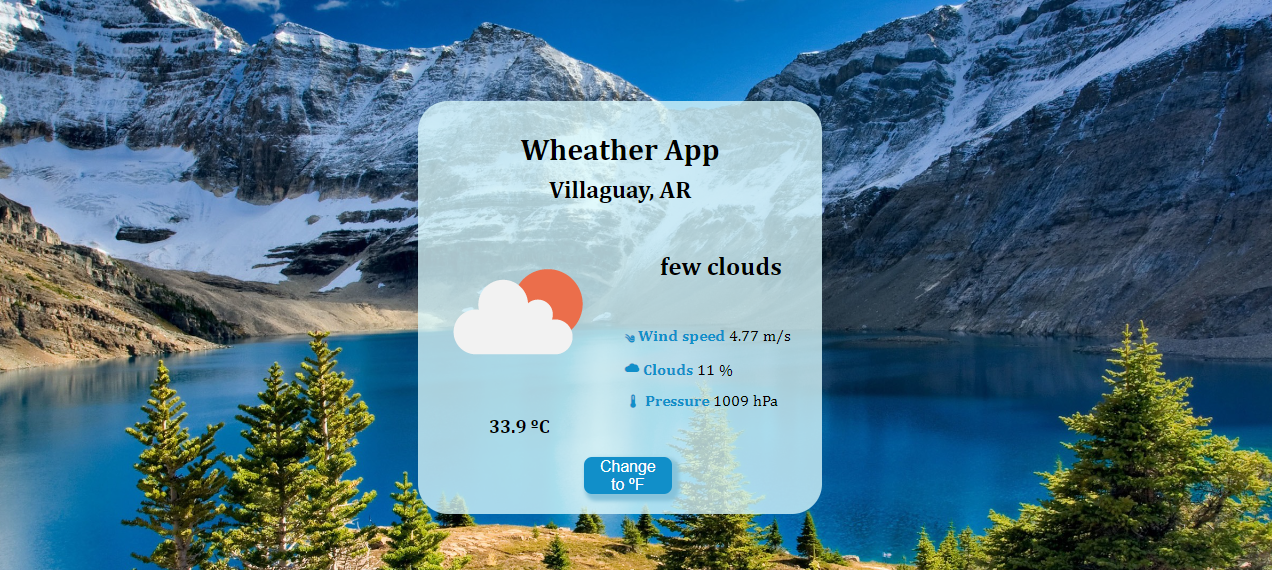 Wheather App
Villaguay, AR
few clouds
Wind speed 4.77 m/s
Clouds 11 %
Pressure 1009 hPa
33.9 ºC
Change
to ºF